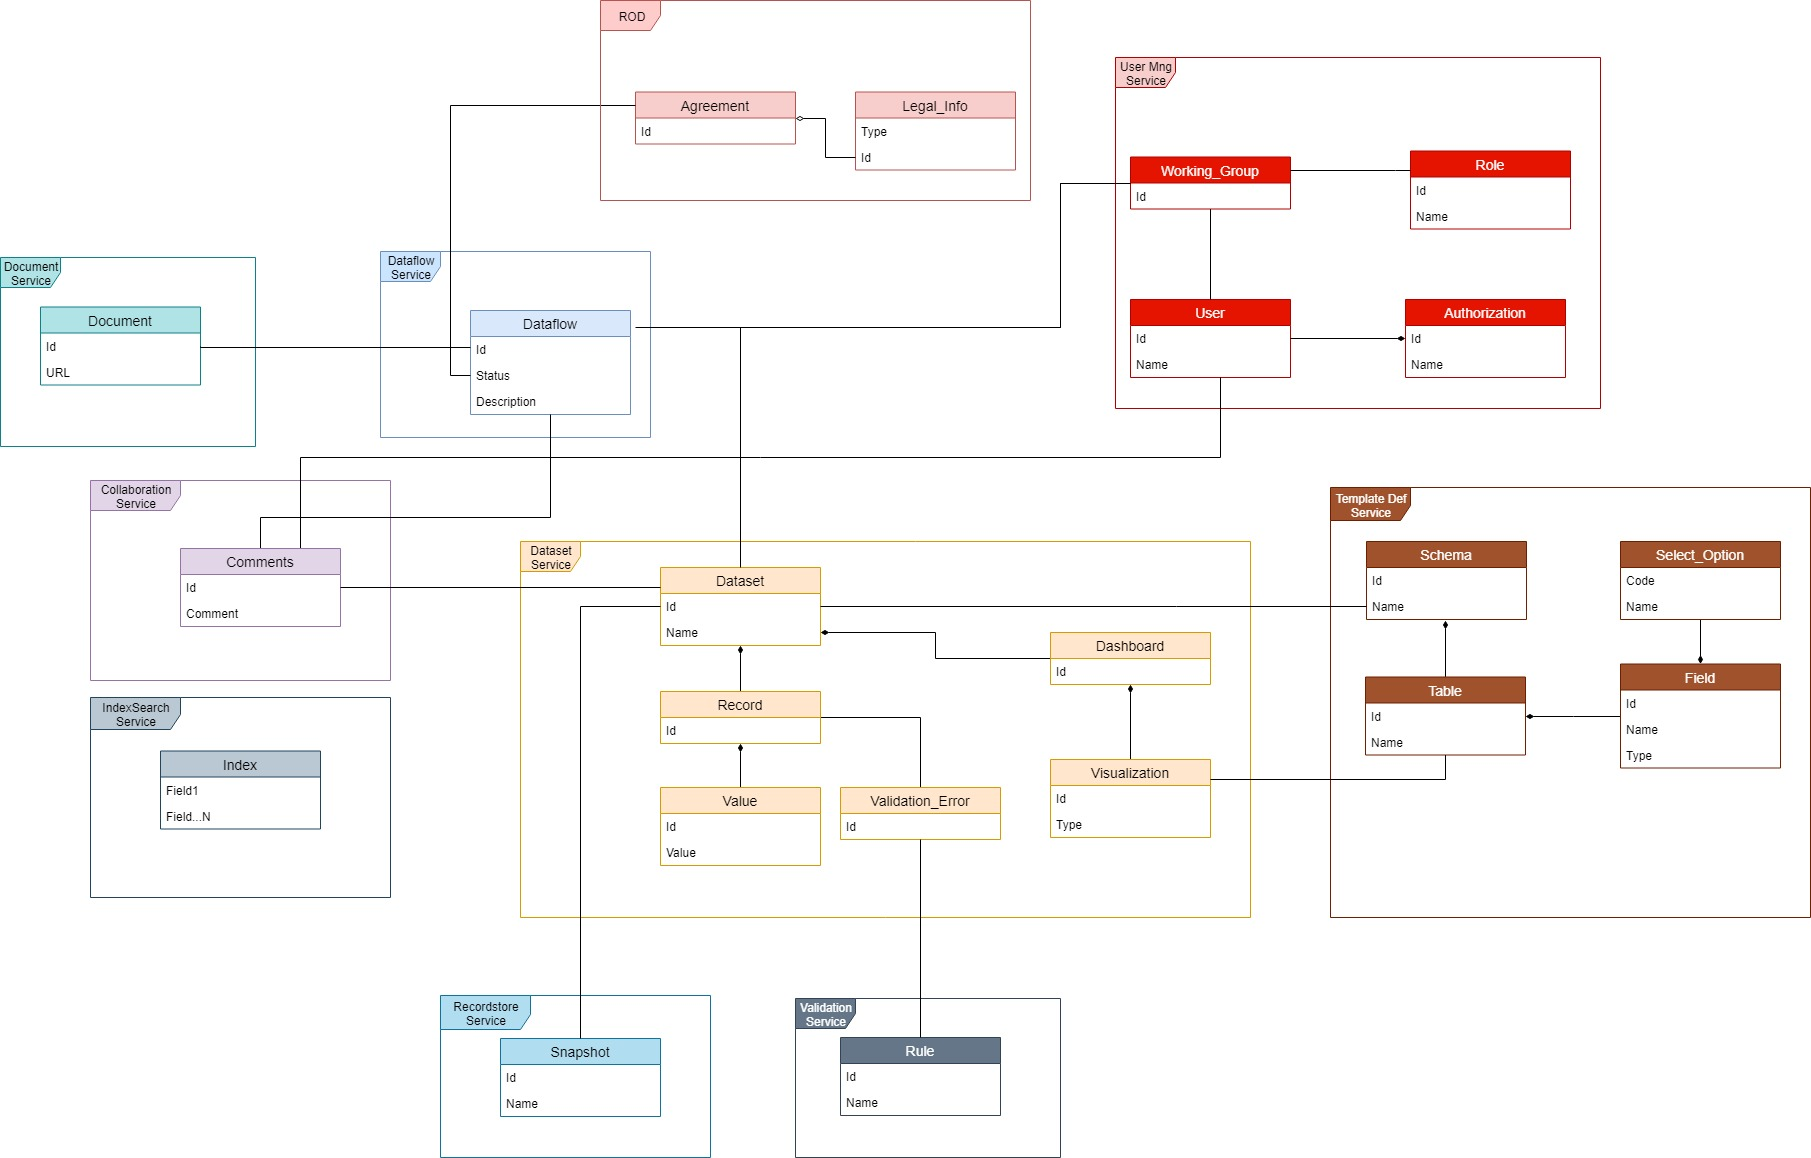 ROD
Agreement
Id
Legal_Info
Type
Id
User Mng
Service
Working_Group
Id
Role
Id
Name
User
Id
Name
Authorization
Id
Name
Document
Service
Document
Id
URL
Dataflow
Service
Dataflow
Id
Status
Description
Collaboration
Service
Comments
Id
Comment
IndexSearch
Service
Index
Field1
Field...N
Dataset
Service
Dataset
Id
Name
Record
Id
Value
Id
Value
Validation_Error
Id
Dashboard
Id
Visualization
Id
Type
Template Def
Service
Schema
Id
Name
Select_Option
Code
Name
Table
Id
Name
Field
Id
Name
Type
Recordstore
Service
Snapshot
Id
Name
Validation
Service
Rule
Id
Name